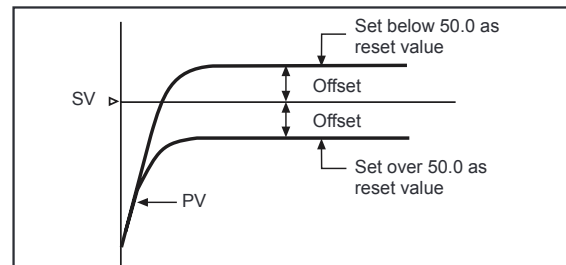 Set below 50.0 as
reset value
Offset
SV
Offset
Set over 50.0 as
reset value
PV